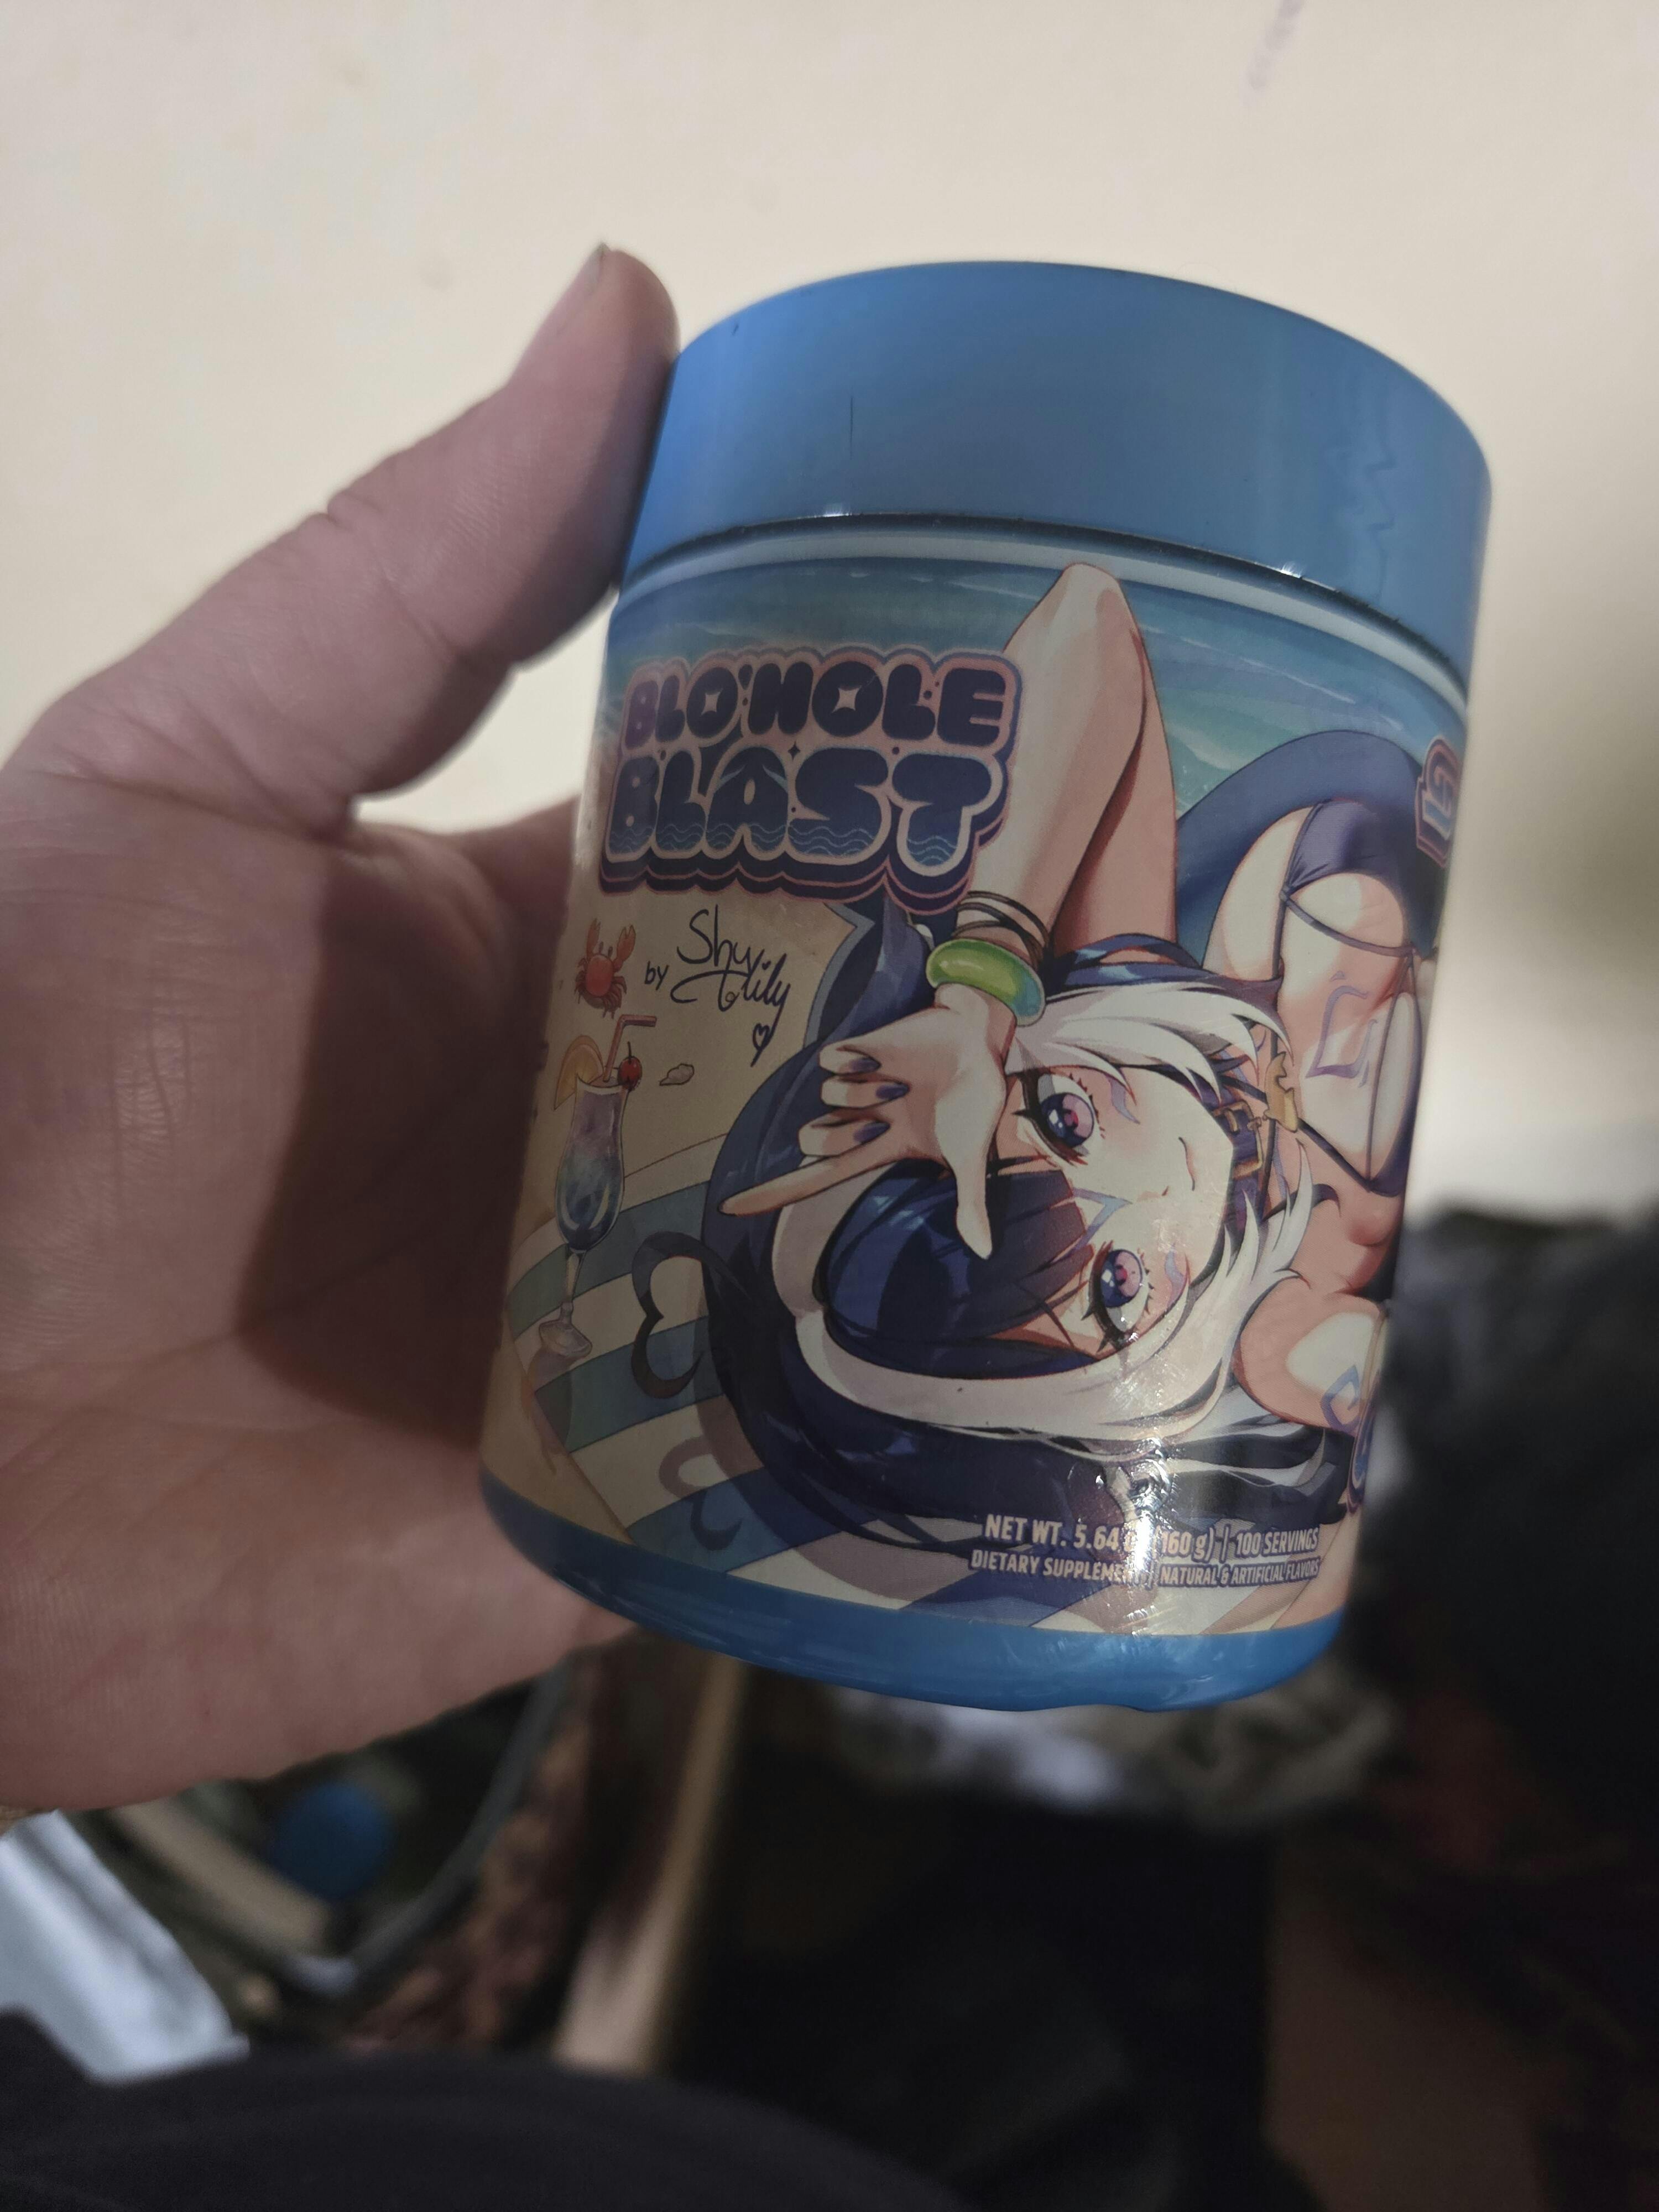 BLO'HOLE
BLAST
by Shylily
NET WT. 5.64 (160 g) | 100 SERVINGS
DIETARY SUPPLEMENT | NATURAL & ARTIFICIAL FLAVORS